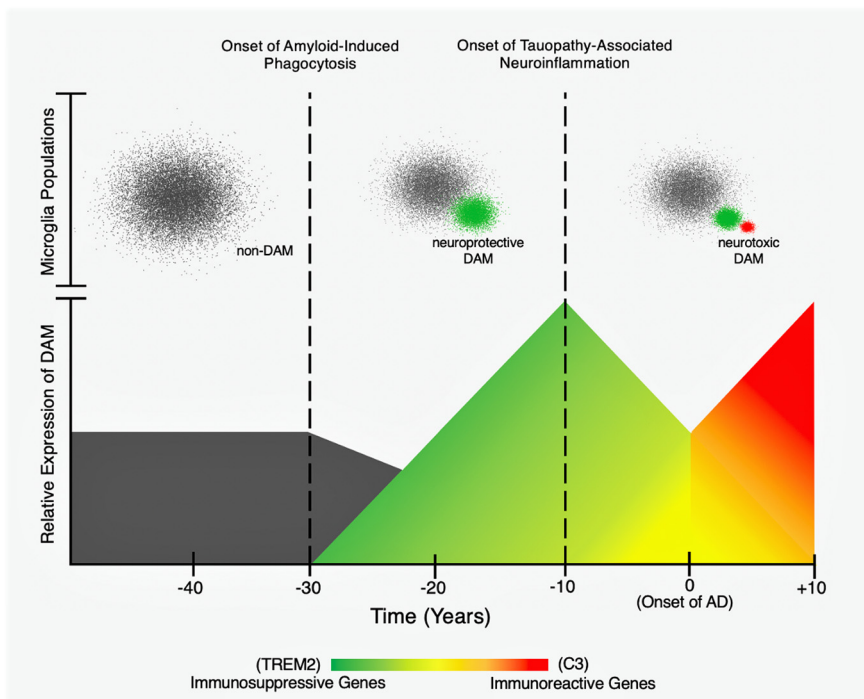 Onset of Amyloid-Induced
Phagocytosis
Onset of Tauopathy-Associated
Neuroinflammation
Microglia Populations
non-DAM
neuroprotective
DAM
neurotoxic
DAM
Relative Expression of DAM
-40
-30
-20
-10
0
+10
(Onset of AD)
Time (Years)
(TREM2)
(C3)
Immunosuppressive Genes
Immunoreactive Genes